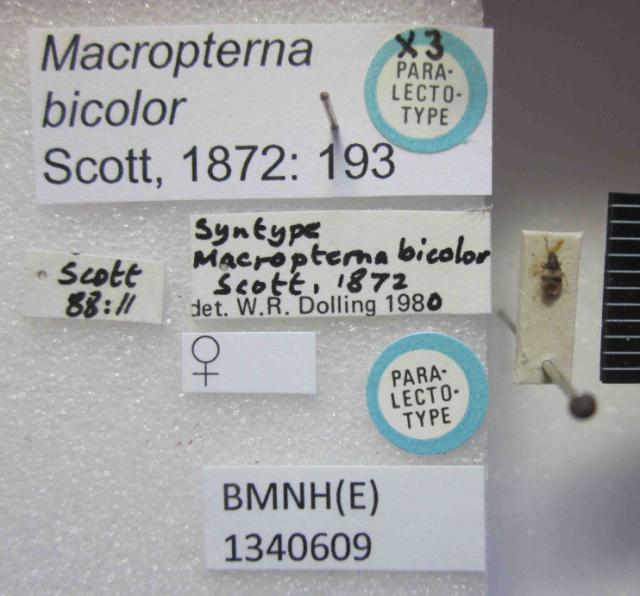 Macropterna
bicolor
Scott, 1872: 193
X3
PARA-
LECTO-
TYPE
Syntype
Macropterna bicolor
Scott, 1872
det. W.R. Dolling 1980
Scott
88:11
♀
PARA-
LECTO-
TYPE
BMNH(E)
1340609